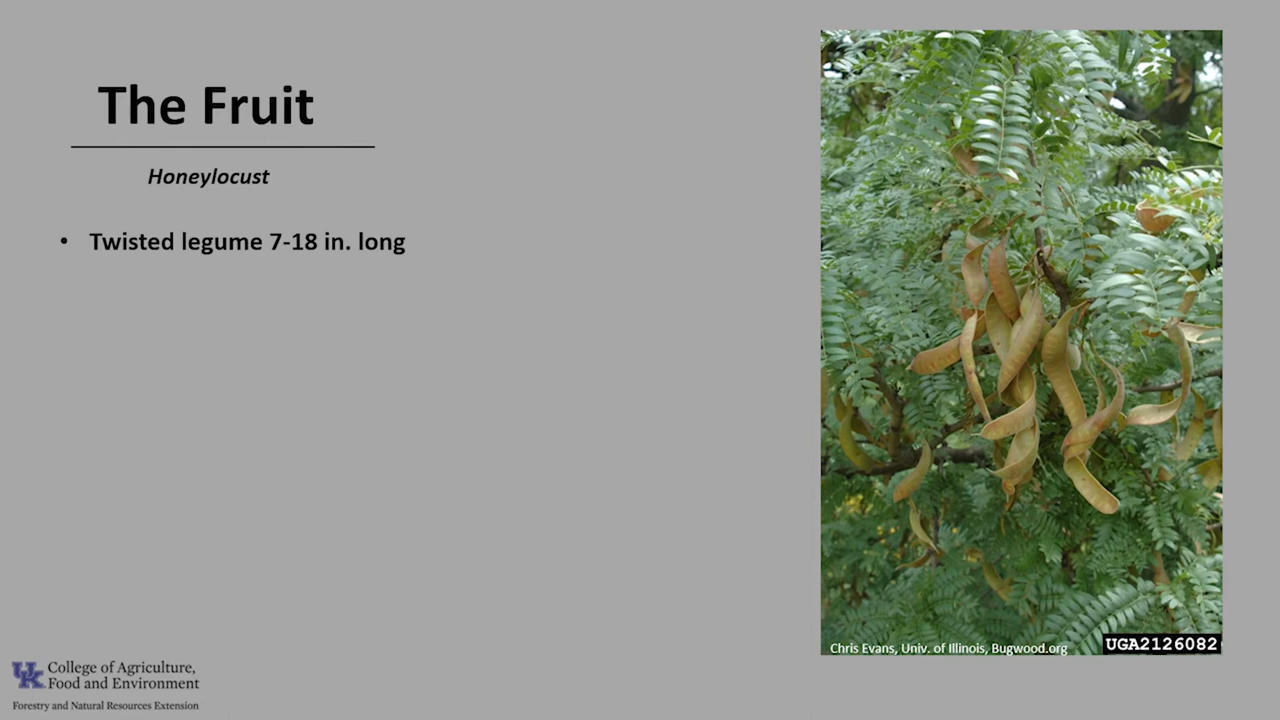 The Fruit
Honeylocust
• Twisted legume 7-18 in. long
Chris Evans, Univ. of Illinois, Bugwood.org
UGA2126082
UK
College of Agriculture,
Food and Environment
Forestry and Natural Resources Extension